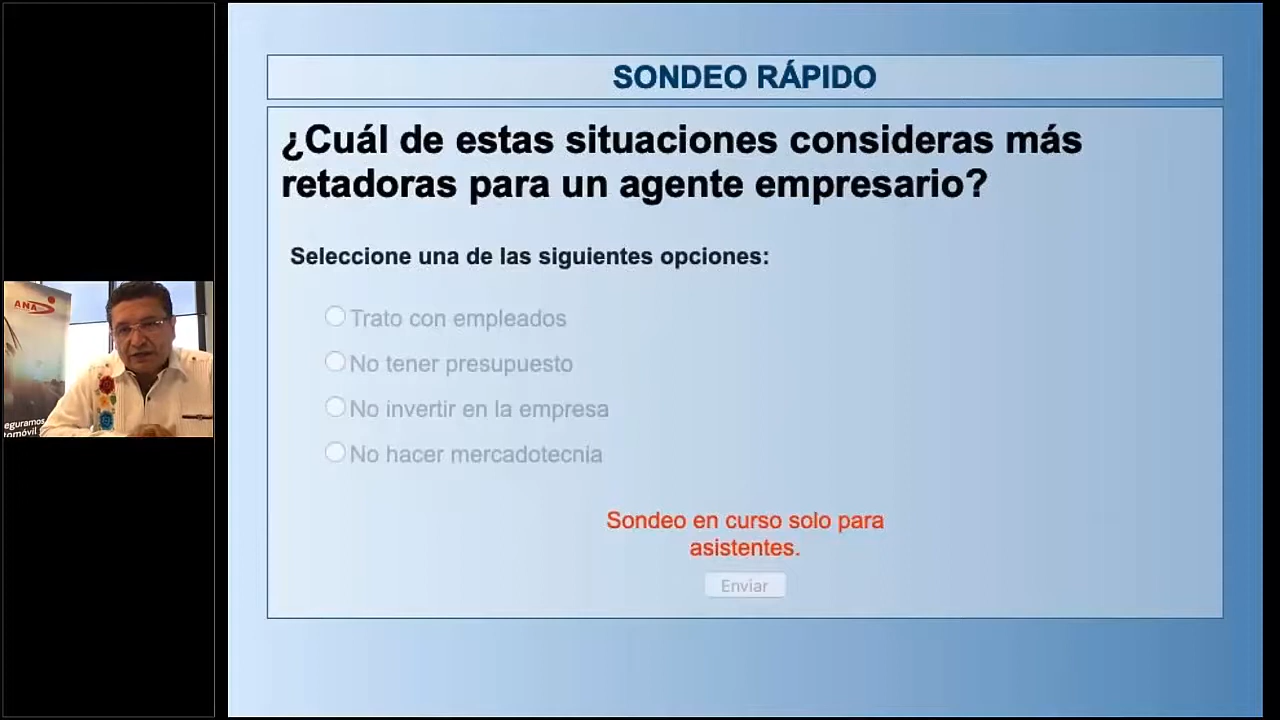 SONDEO RÁPIDO
¿Cuál de estas situaciones consideras más
retadoras para un agente empresario?
Seleccione una de las siguientes opciones:
Trato con empleados
No tener presupuesto
No invertir en la empresa
No hacer mercadotecnia
Sondeo en curso solo para
asistentes.
Enviar
ANA
eguramos
tomóvil